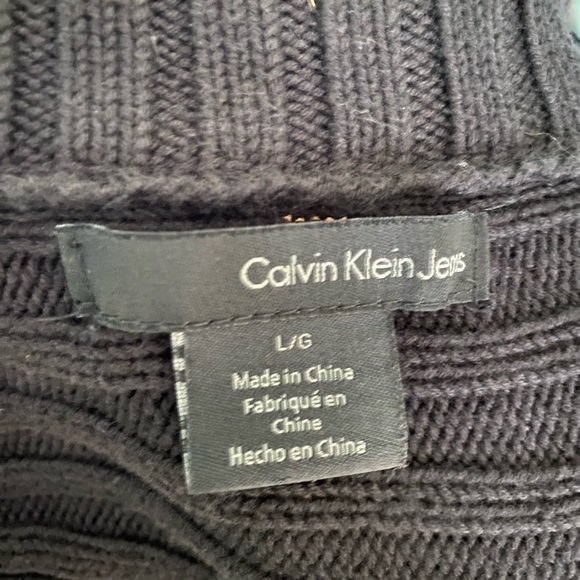 Calvin Klein Jeans
L/G
Made in China
Fabriqué en
Chine
Hecho en China